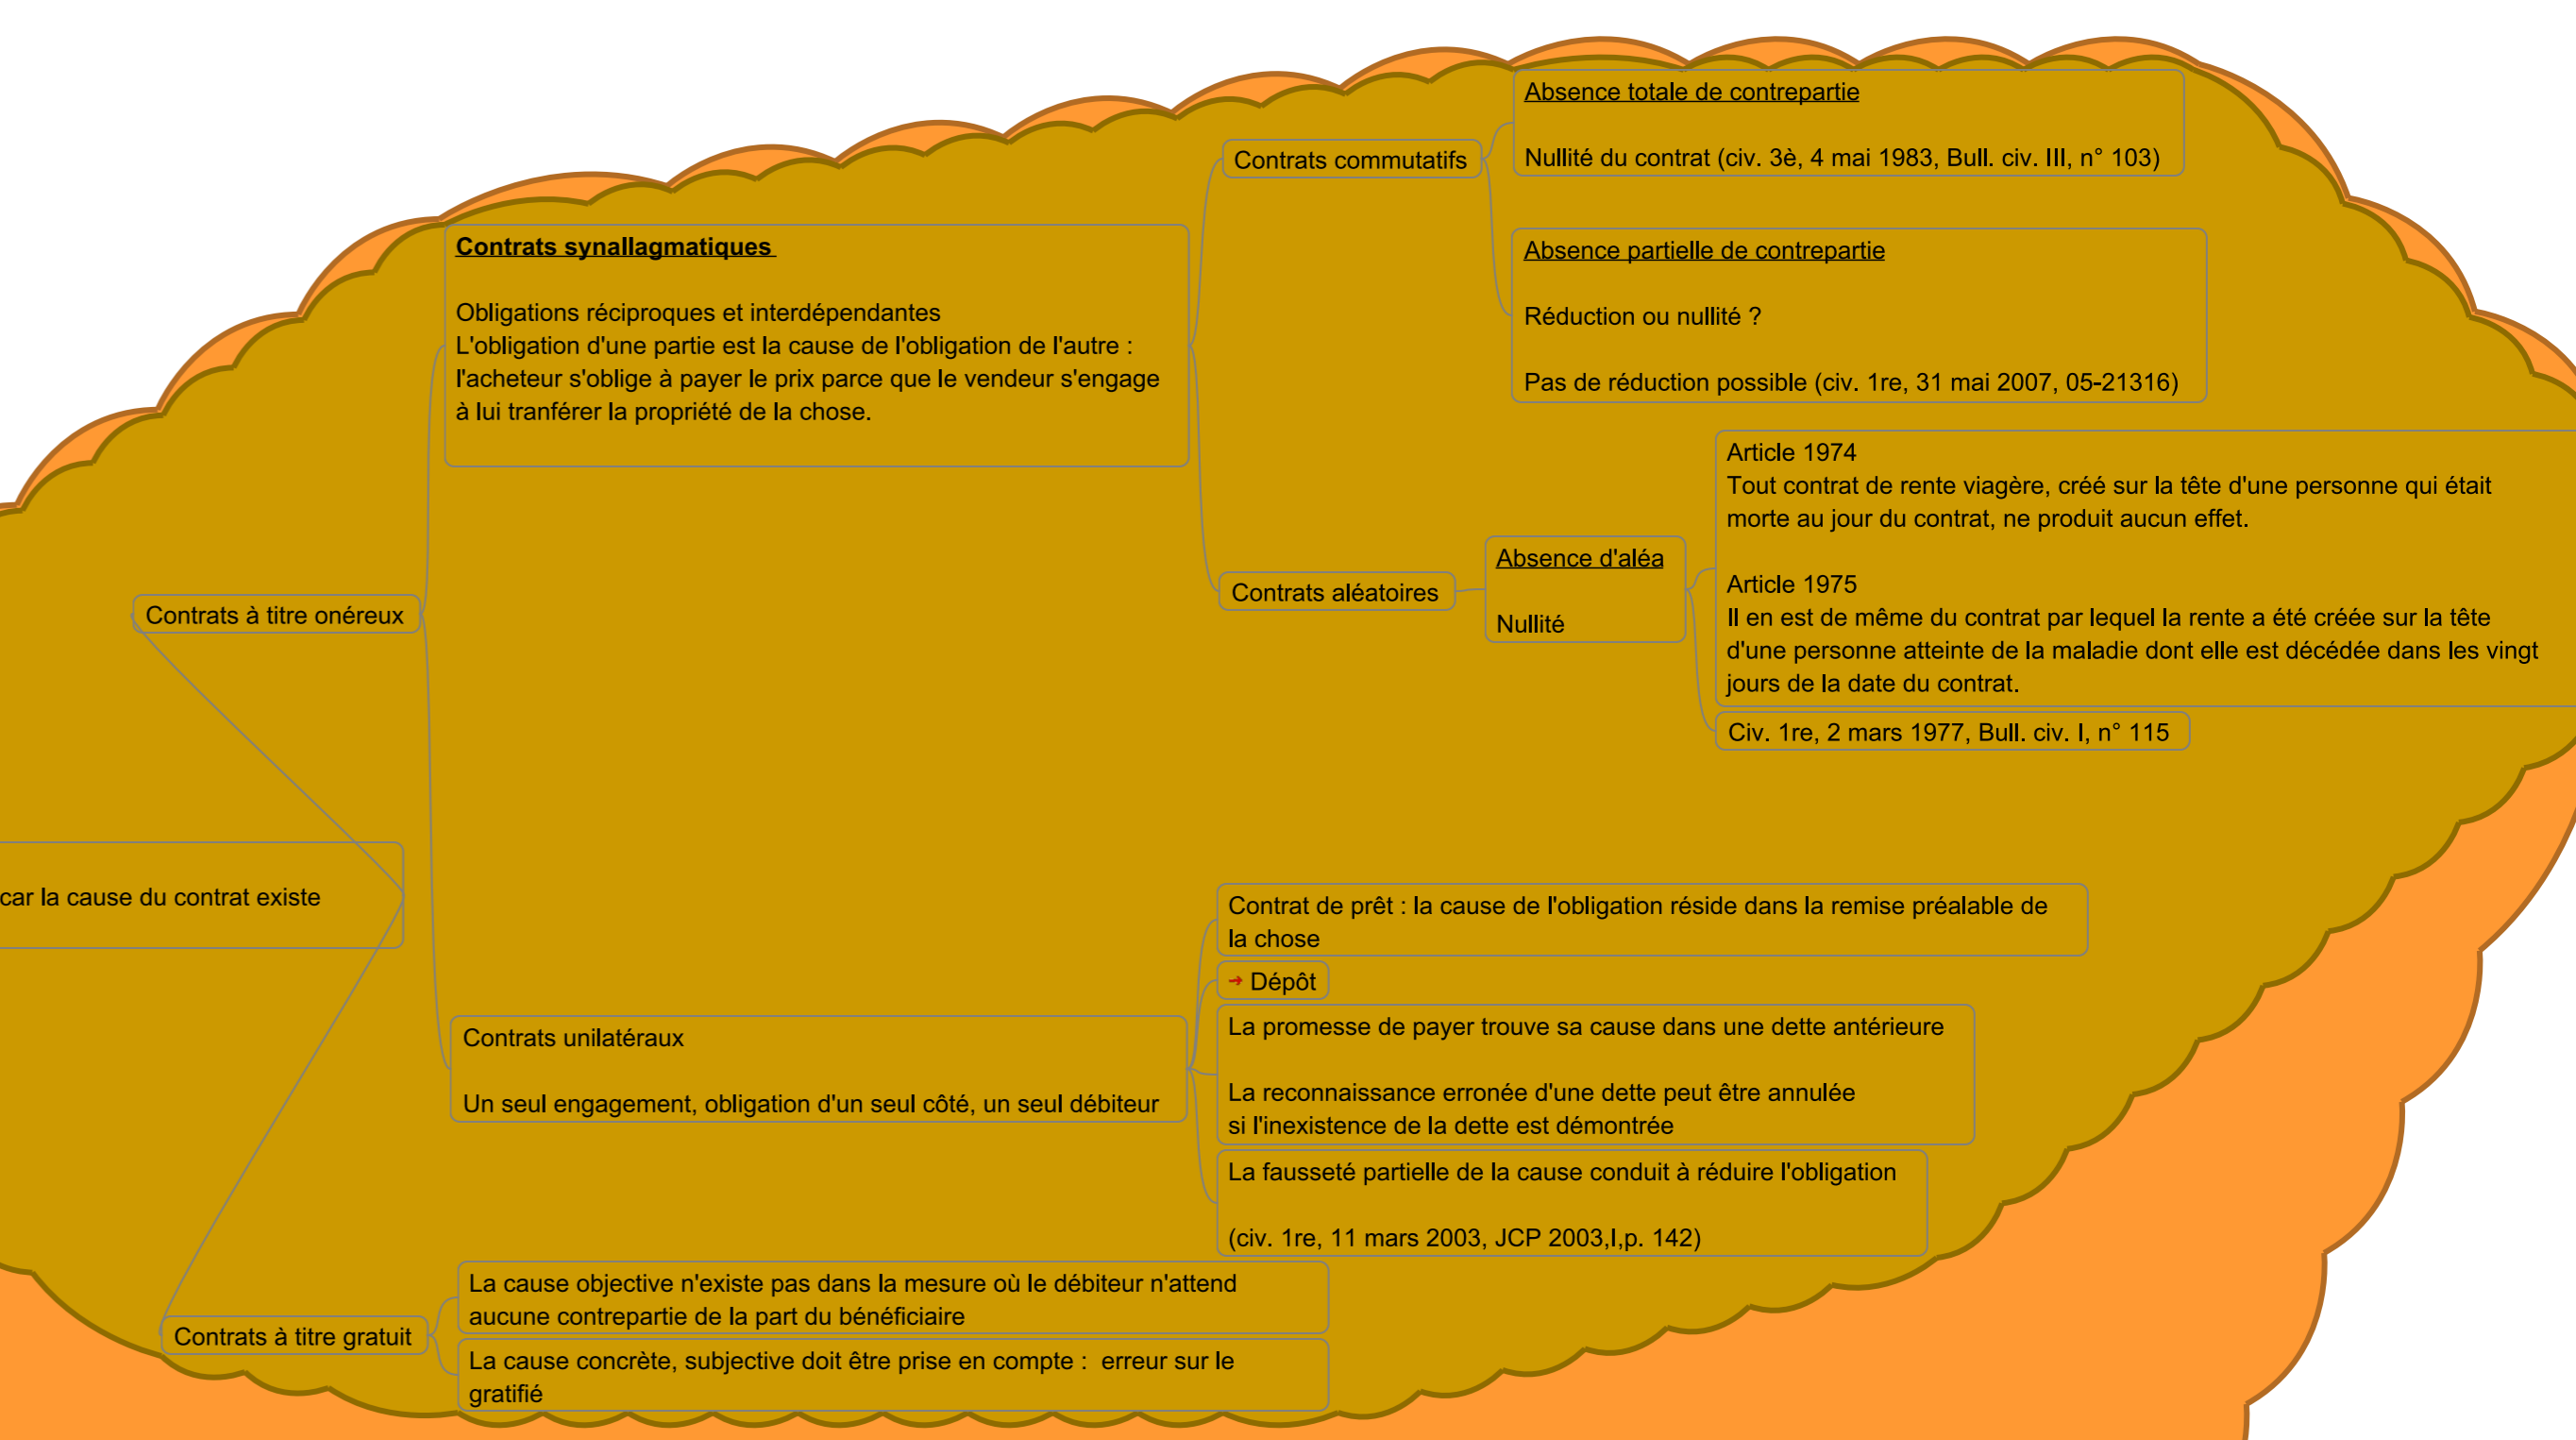 Absence totale de contrepartie
Nullité du contrat (civ. 3è, 4 mai 1983, Bull. civ. III, n° 103)
Contrats commutatifs
Absence partielle de contrepartie
Réduction ou nullité ?
Pas de réduction possible (civ. 1re, 31 mai 2007, 05-21316)
Contrats synallagmatiques
Obligations réciproques et interdépendantes
L'obligation d'une partie est la cause de l'obligation de l'autre :
l'acheteur s'oblige à payer le prix parce que le vendeur s'engage
à lui tranférer la propriété de la chose.
Article 1974
Tout contrat de rente viagère, créé sur la tête d'une personne qui était
morte au jour du contrat, ne produit aucun effet.
Article 1975
Il en est de même du contrat par lequel la rente a été créée sur la tête
d'une personne atteinte de la maladie dont elle est décédée dans les vingt
jours de la date du contrat.
Absence d'aléa
Nullité
Contrats aléatoires
Civ. 1re, 2 mars 1977, Bull. civ. I, n° 115
Contrats à titre onéreux
car la cause du contrat existe
Contrat de prêt : la cause de l'obligation réside dans la remise préalable de
la chose
→ Dépôt
La promesse de payer trouve sa cause dans une dette antérieure
La reconnaissance erronée d'une dette peut être annulée
si l'inexistence de la dette est démontrée
Contrats unilatéraux
Un seul engagement, obligation d'un seul côté, un seul débiteur
La fausseté partielle de la cause conduit à réduire l'obligation
(civ. 1re, 11 mars 2003, JCP 2003,I,p. 142)
La cause objective n'existe pas dans la mesure où le débiteur n'attend
aucune contrepartie de la part du bénéficiaire
Contrats à titre gratuit
La cause concrète, subjective doit être prise en compte :  erreur sur le
gratifié